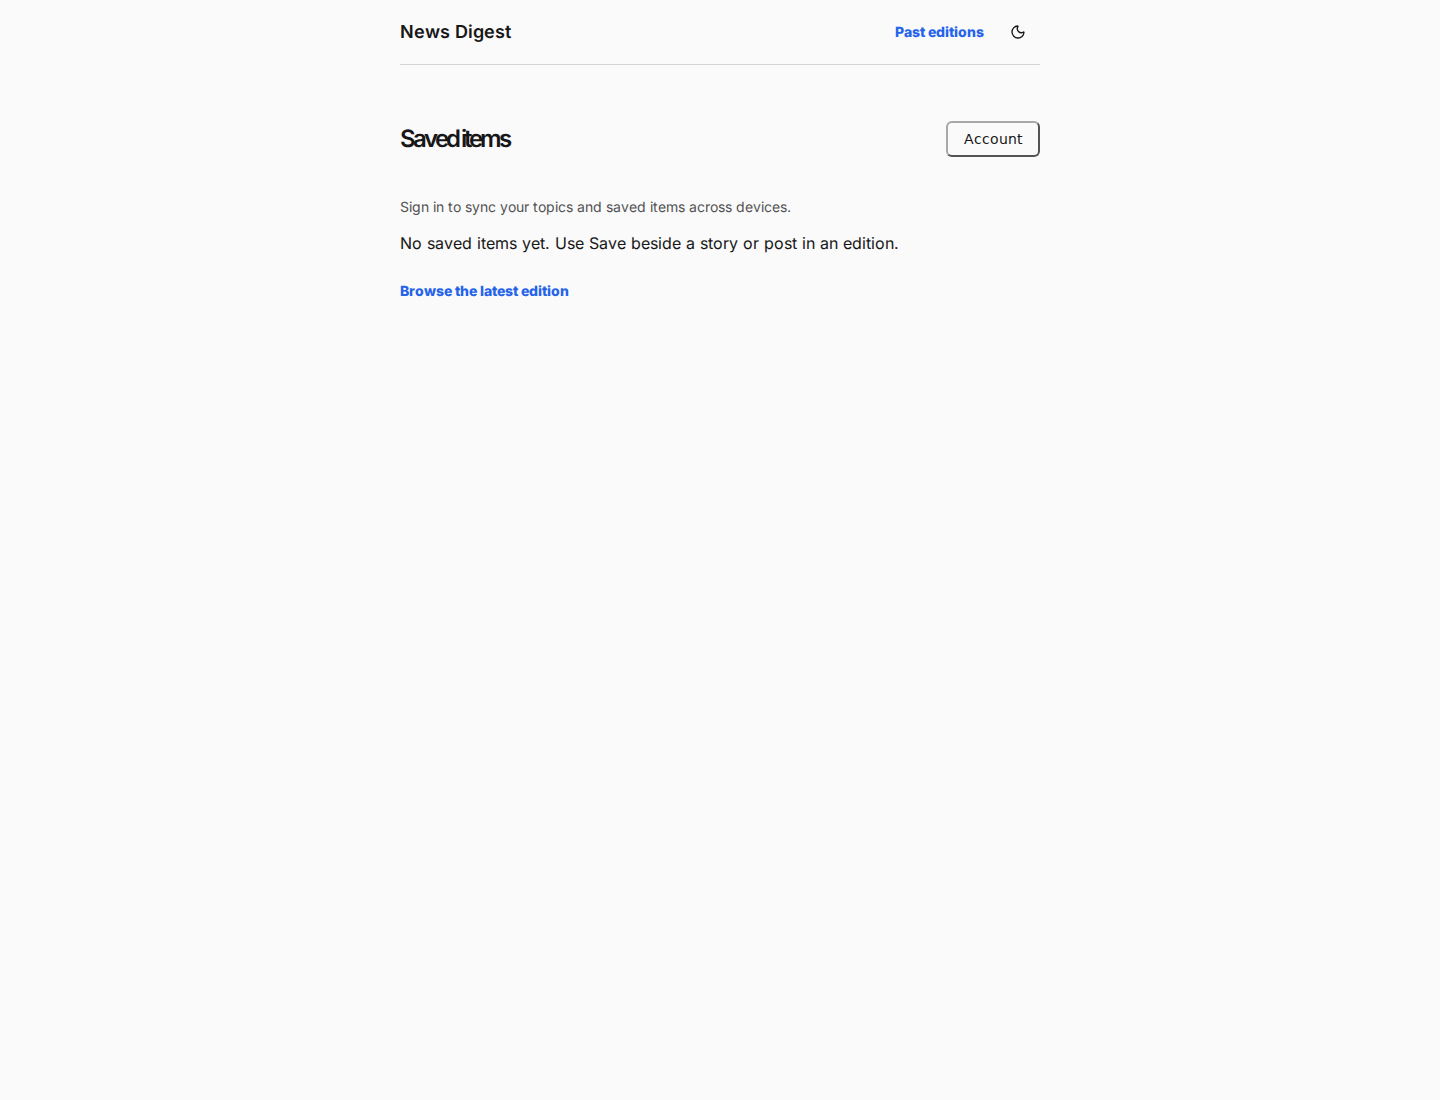 News Digest
Past editions
Saved items
Account
Sign in to sync your topics and saved items across devices.
No saved items yet. Use Save beside a story or post in an edition.
Browse the latest edition